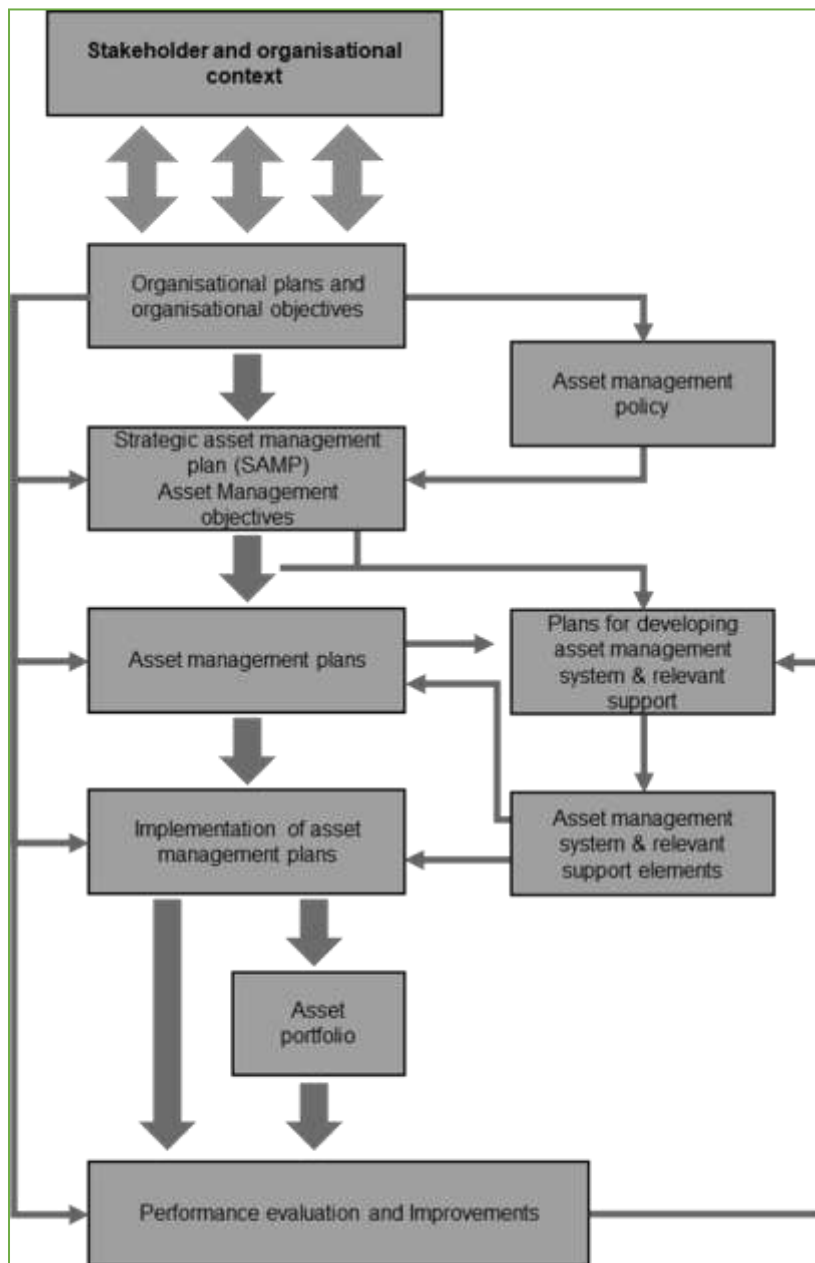 Stakeholder and organisational
context
Organisational plans and
organisational objectives
Asset management
policy
Strategic asset management
plan (SAMP)
Asset Management
objectives
Asset management plans
Plans for developing
asset management
system & relevant
support
Implementation of asset
management plans
Asset management
system & relevant
support elements
Asset
portfolio
Performance evaluation and Improvements